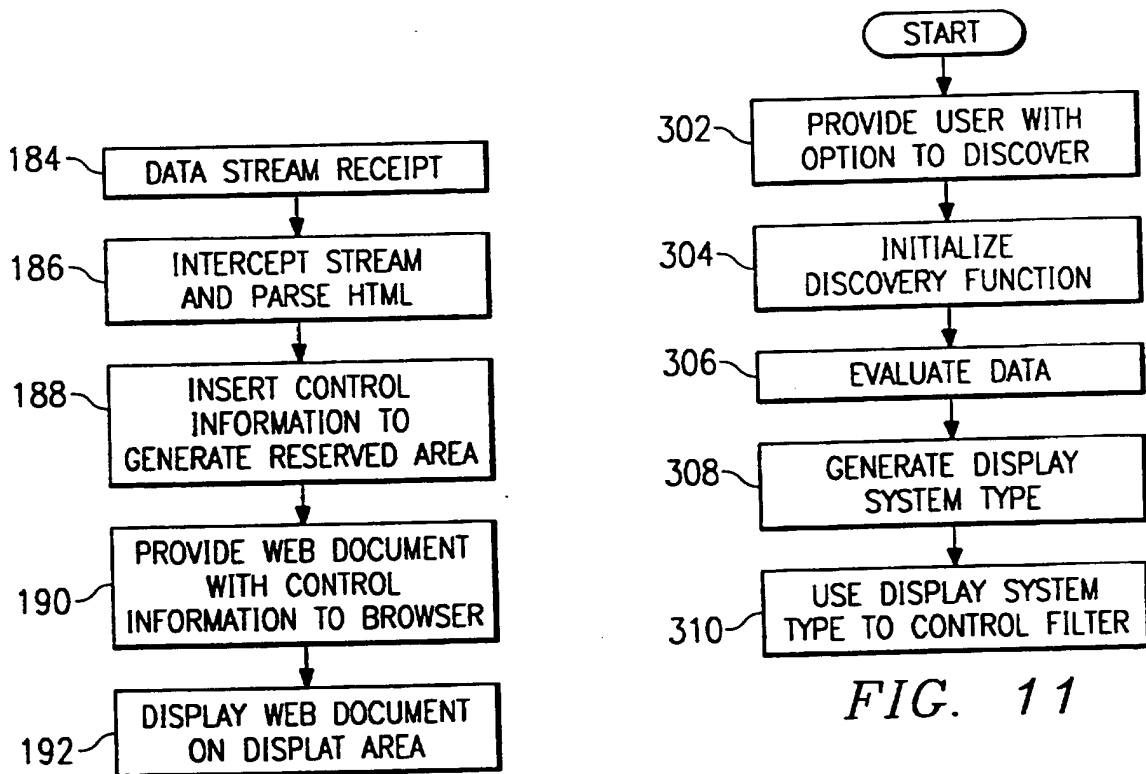 184
DATA STREAM RECEIPT
186
INTERCEPT STREAM
AND PARSE HTML
188
INSERT CONTROL
INFORMATION TO
GENERATE RESERVED AREA
190
PROVIDE WEB DOCUMENT
WITH CONTROL
INFORMATION TO BROWSER
192
DISPLAY WEB DOCUMENT
ON DISPLAT AREA
START
302
PROVIDE USER WITH
OPTION TO DISCOVER
304
INITIALIZE
DISCOVERY FUNCTION
306
EVALUATE DATA
308
GENERATE DISPLAY
SYSTEM TYPE
310
USE DISPLAY SYSTEM
TYPE TO CONTROL FILTER
FIG. 11